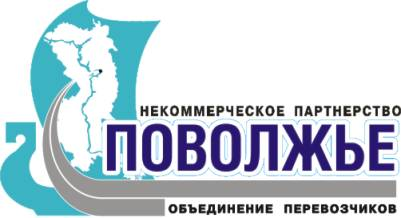 НЕКОММЕРЧЕСКОЕ ПАРТНЕРСТВО
ПОВОЛЖЬЕ
ОБЪЕДИНЕНИЕ ПЕРЕВОЗЧИКОВ